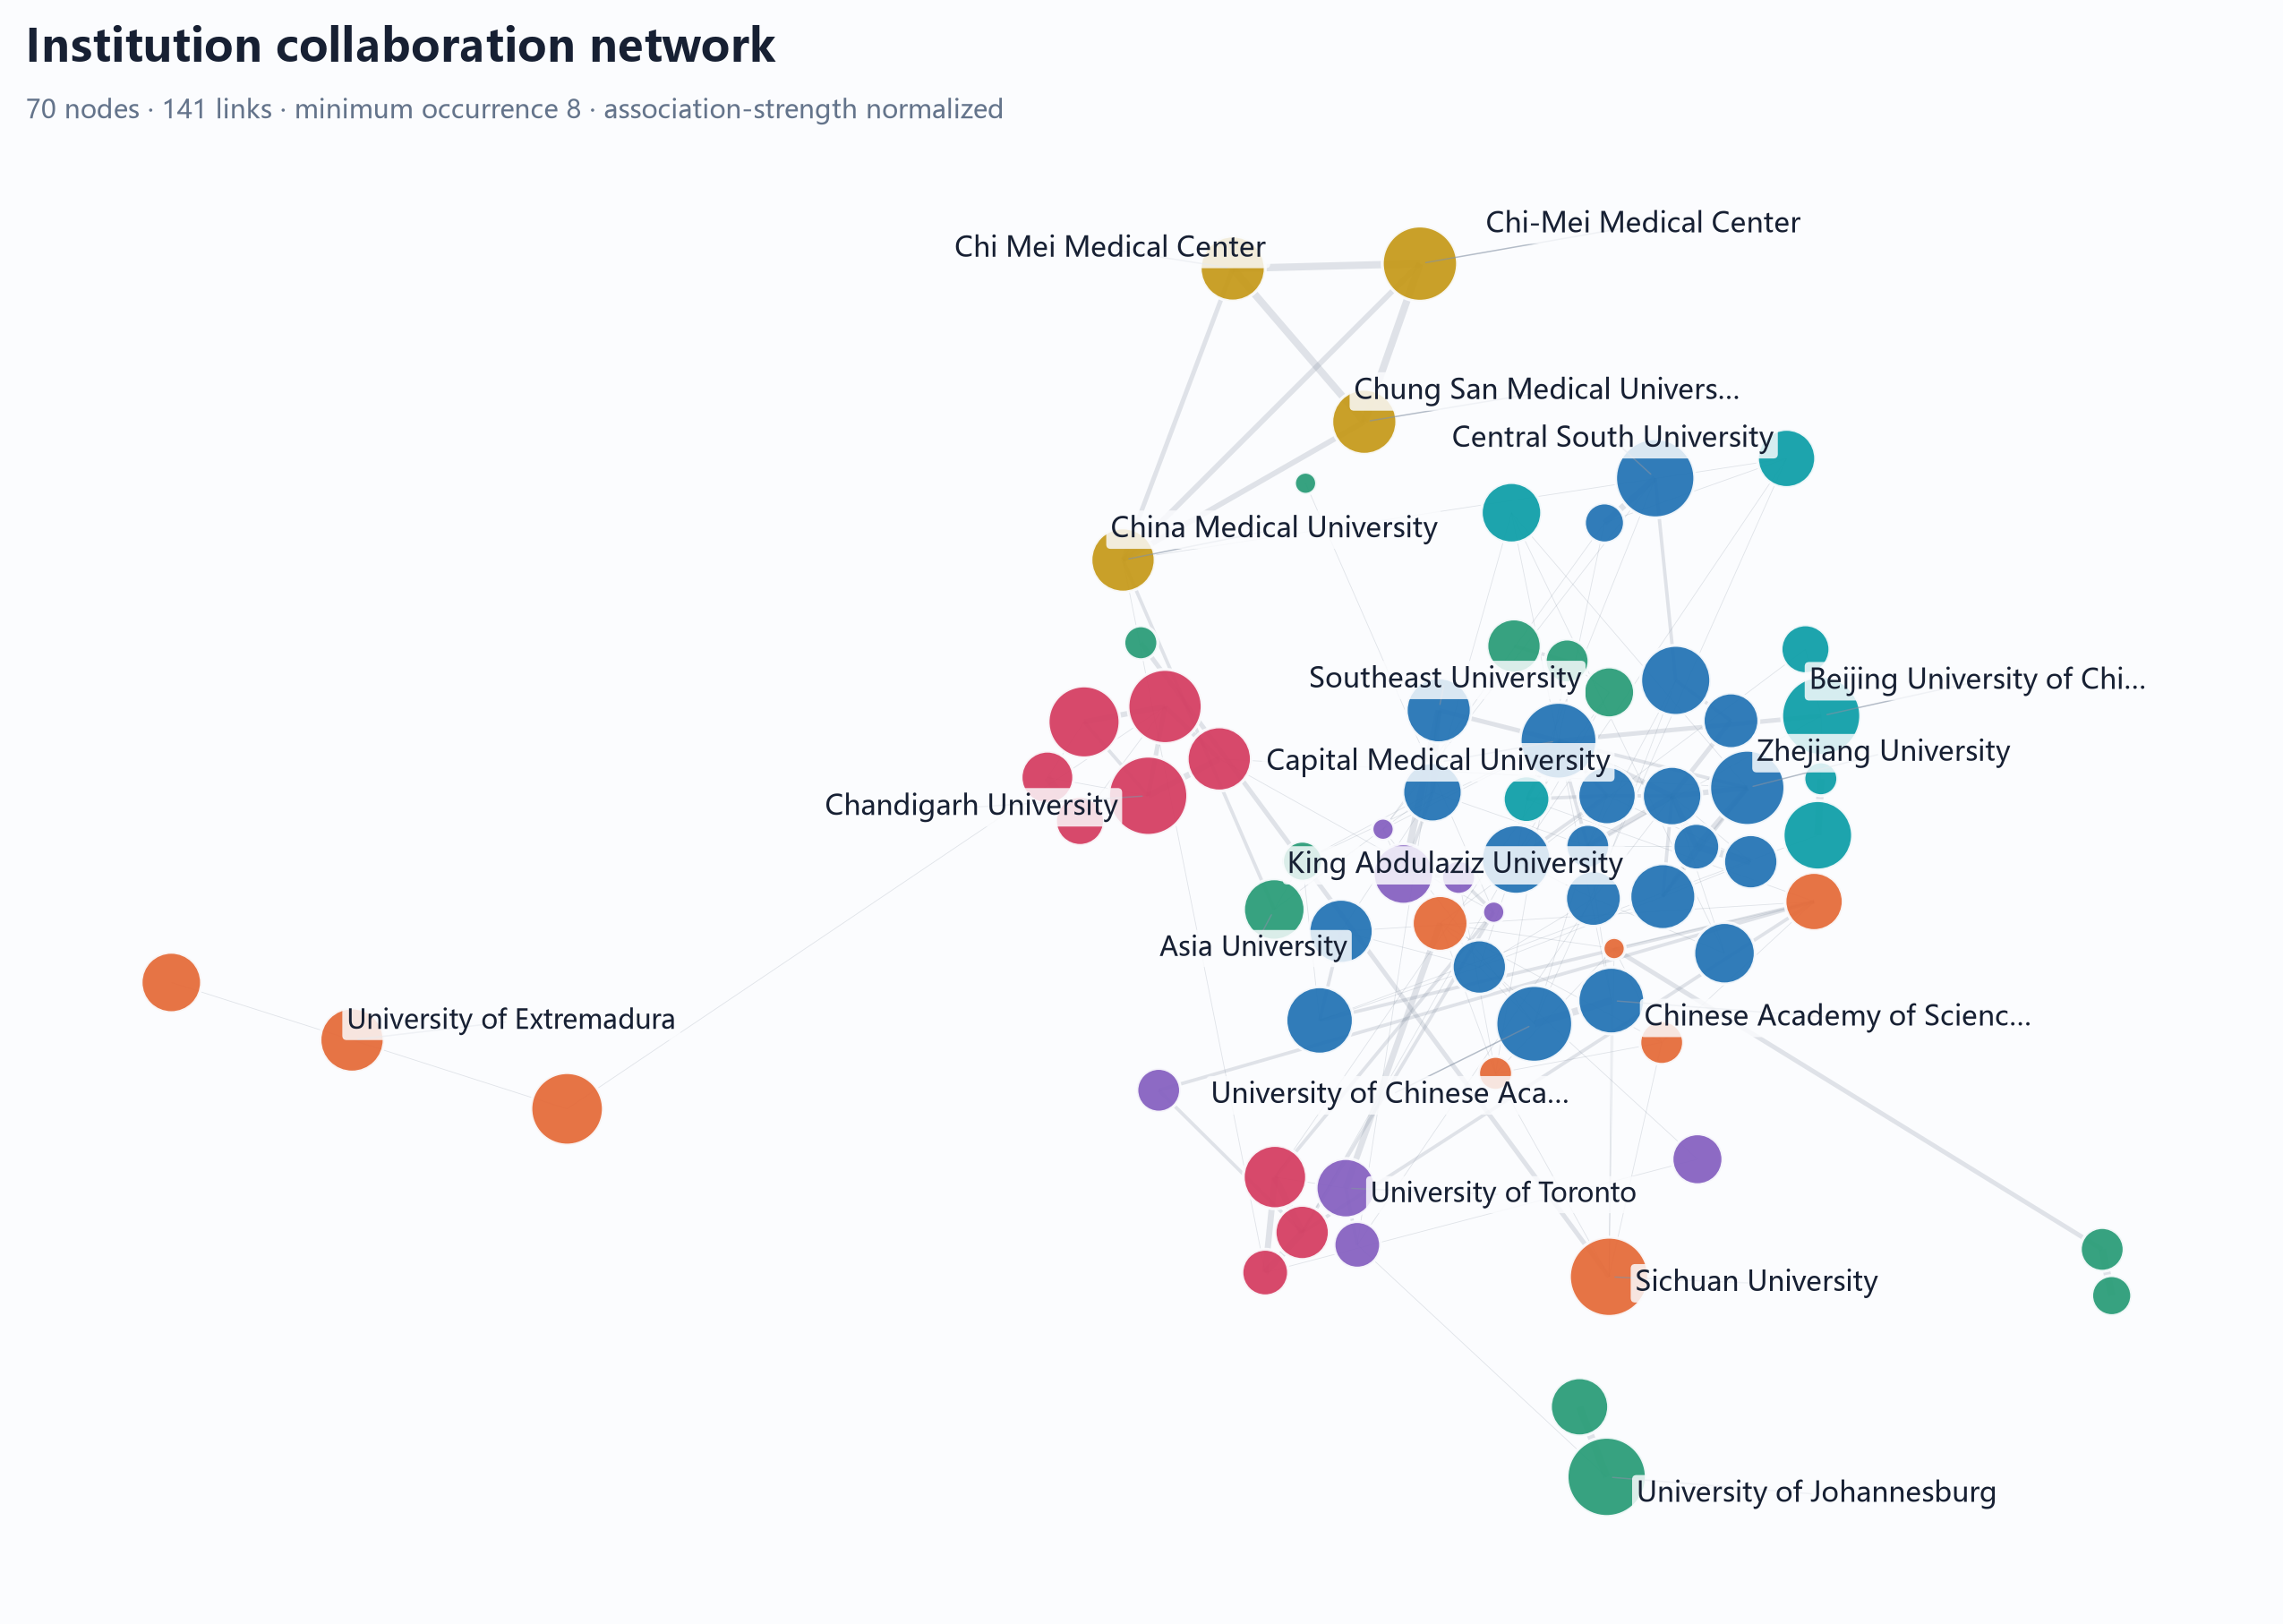 Institution collaboration network
70 nodes · 141 links · minimum occurrence 8 · association-strength normalized
Chi-Mei Medical Center
Chi Mei Medical Center
Chung San Medical Univers...
Central South University
China Medical University
Southeast University
Beijing University of Chi...
Zhejiang University
Capital Medical University
Chandigarh University
King Abdulaziz University
Asia University
Chinese Academy of Scienc...
University of Extremadura
University of Chinese Aca...
University of Toronto
Sichuan University
University of Johannesburg